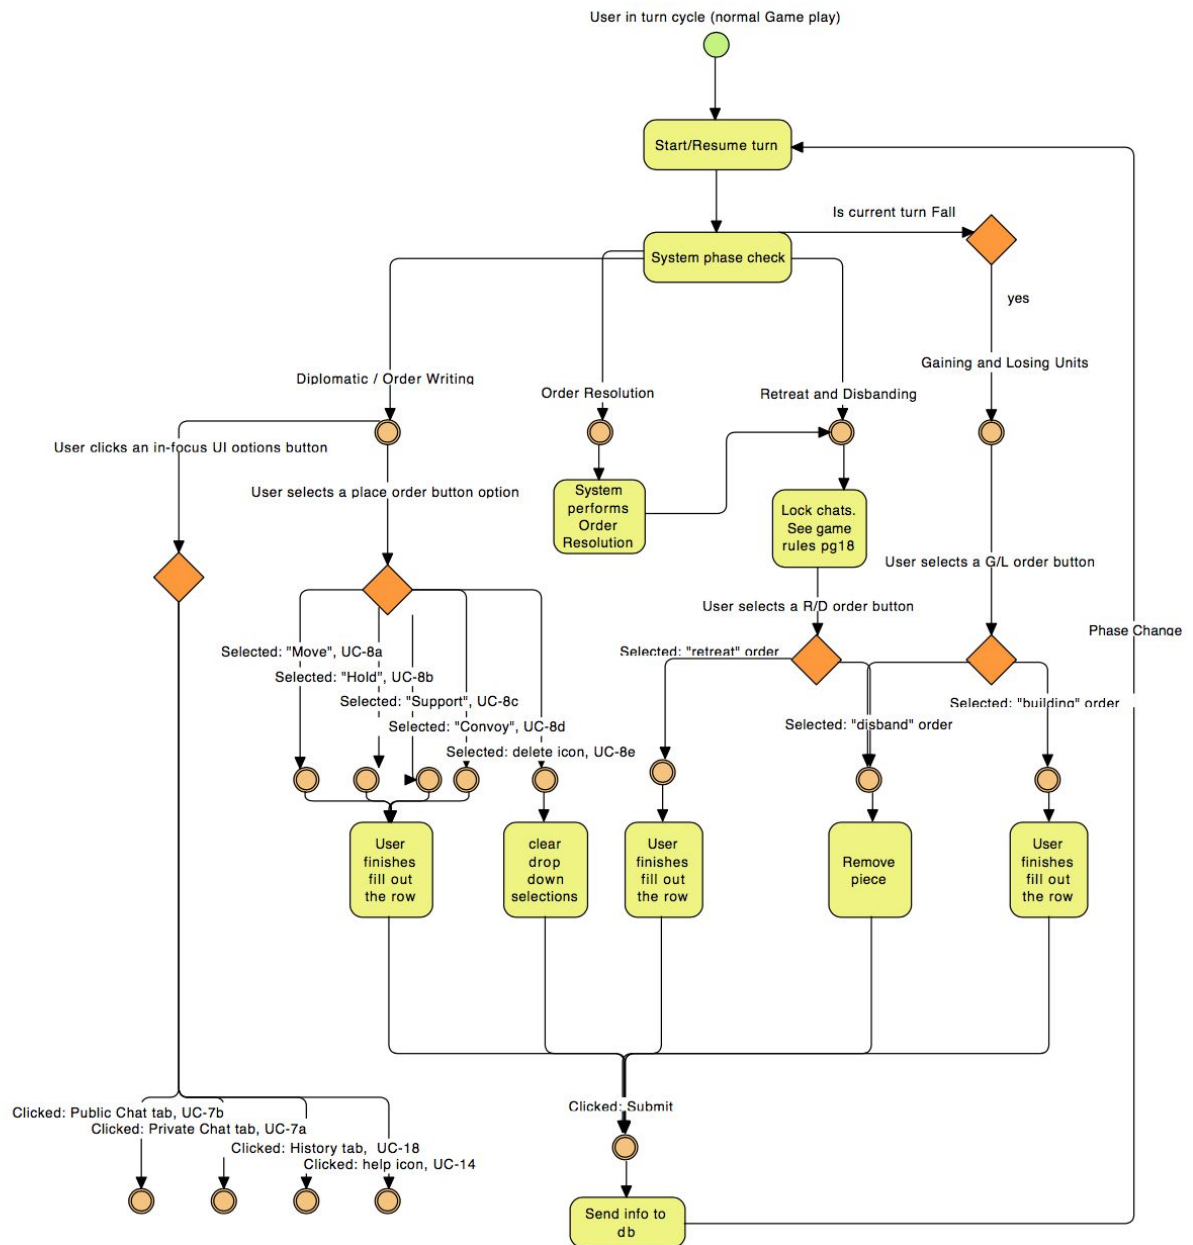 User in turn cycle (normal Game play)
Start/Resume turn
Is current turn Fall
System phase check
yes
Gaining and Losing Units
Diplomatic / Order Writing
Order Resolution
Retreat and Disbanding
User clicks an in-focus UI options button
User selects a place order button option
System
performs
Order
Resolution
Lock chats.
See game
rules pg18
User selects a G/L order button
User selects a R/D order button
Phase Change
Selected: "Move", UC-8a
Selected: "retreat" order
Selected: "Hold", UC-8b
Selected: "Support", UC-8c
Selected: "building" order
Selected: "Convoy", UC-8d
Selected: "disband" order
Selected: delete icon, UC-8e
User
finishes
fill out
the row
clear
drop
down
selections
User
finishes
fill out
the row
Remove
piece
User
finishes
fill out
the row
Clicked: Submit
Clicked: Public Chat tab, UC-7b
Clicked: Private Chat tab, UC-7a
Clicked: History tab, UC-18
Clicked: help icon, UC-14
Send info to
db